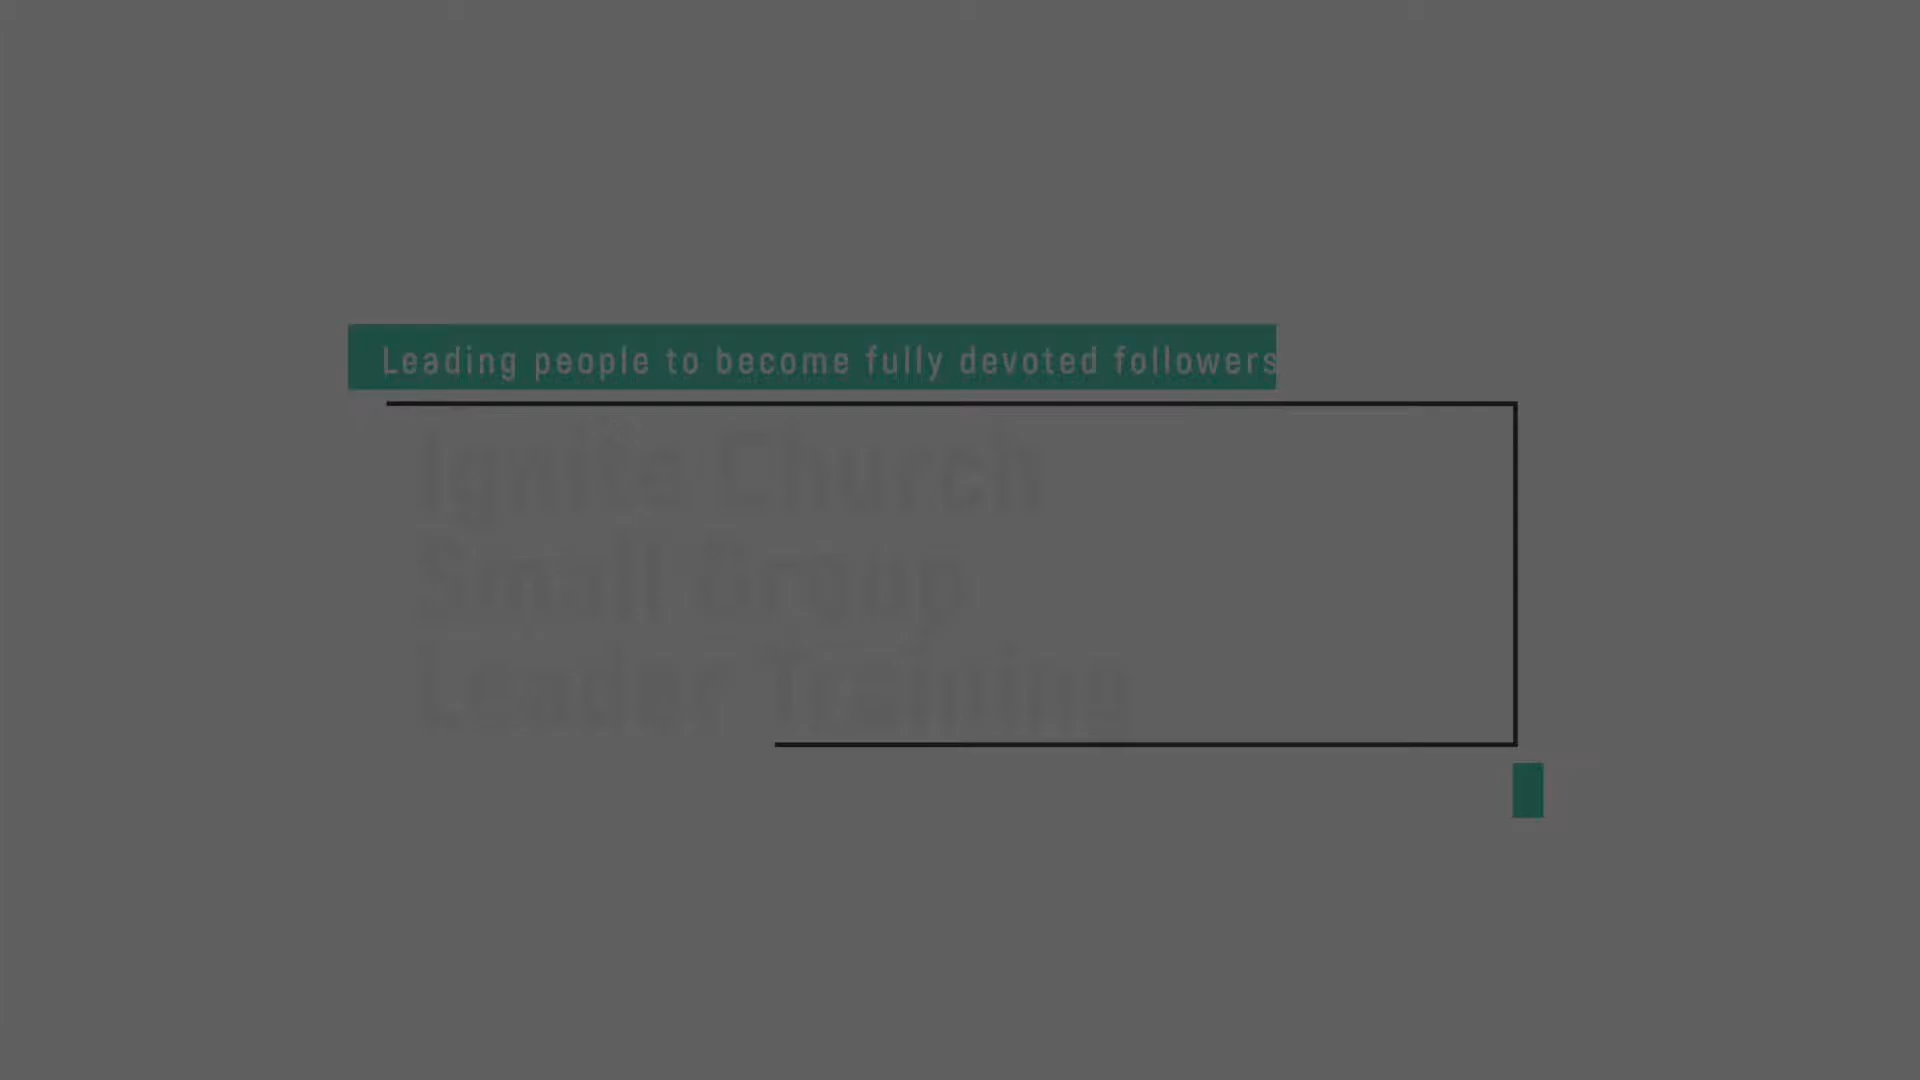 Leading people to become fully devoted followers
Ignite Church
Small Group
Leader Training